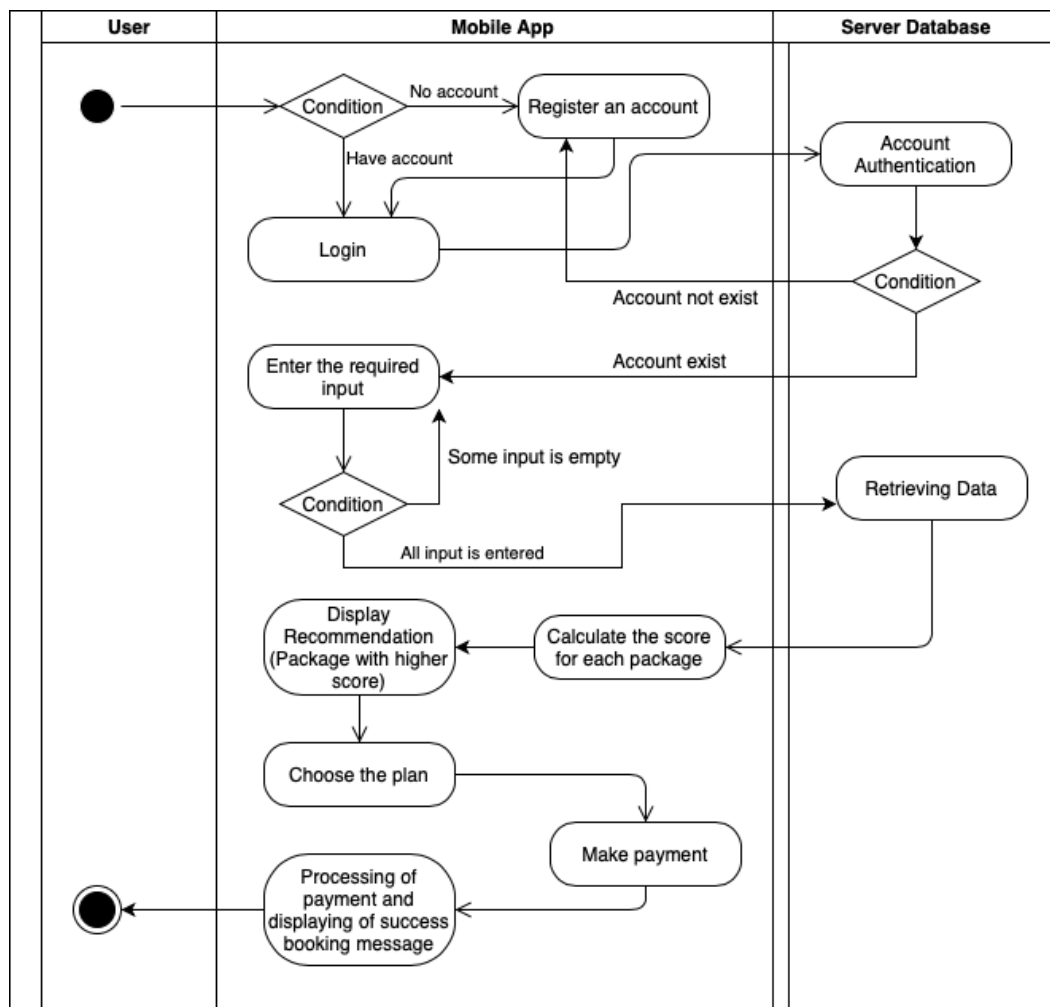 User
Mobile App
Server Database
Condition
No account
Register an account
Have account
Account
Authentication
Login
Condition
Account not exist
Enter the required
input
Account exist
Some input is empty
Condition
Retrieving Data
All input is entered
Display
Recommendation
(Package with higher
score)
Calculate the score
for each package
Choose the plan
Make payment
Processing of
payment and
displaying of success
booking message